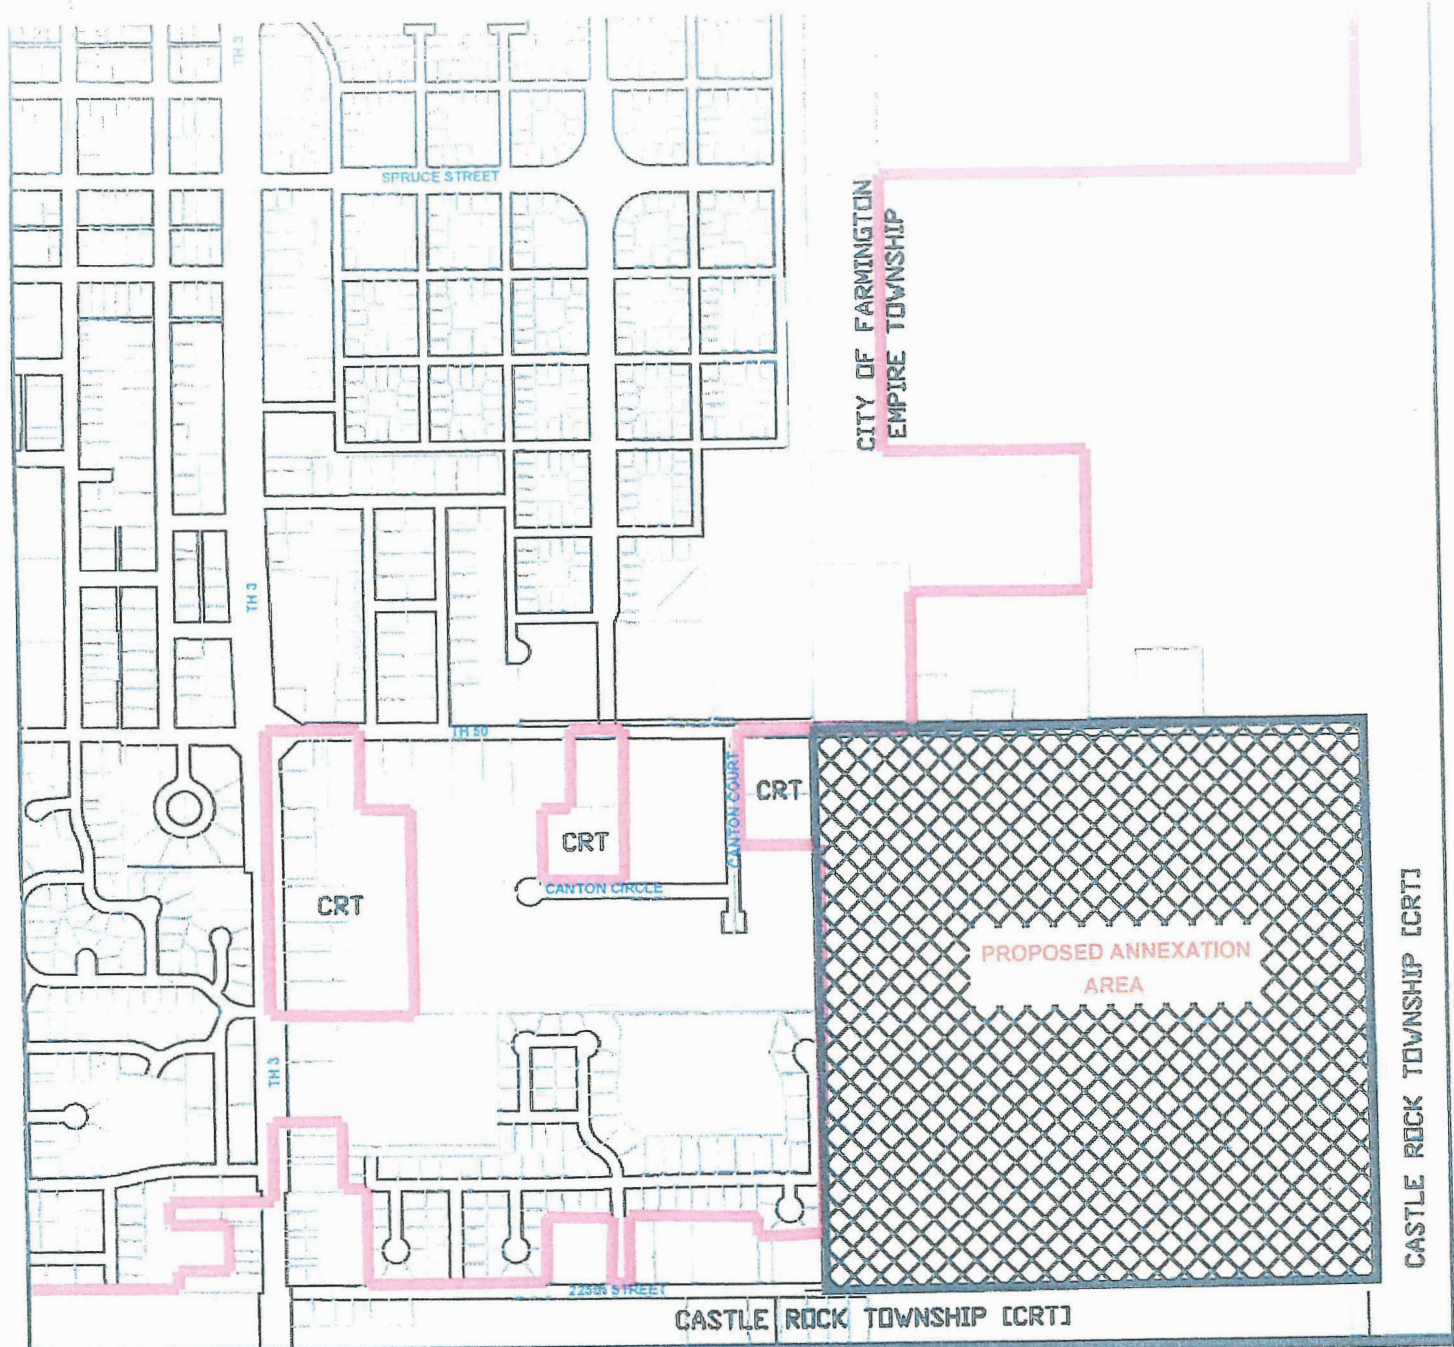 TH 3
SPRUCE STREET
CITY OF FARMINGTON
EMPIRE TOWNSHIP
TH 3
TH 50
CANTON COURT
CRT
CRT
CANTON CIRCLE
CRT
PROPOSED ANNEXATION
AREA
CASTLE ROCK TOWNSHIP [CRT]
TH 3
225th STREET
CASTLE ROCK TOWNSHIP [CRT]